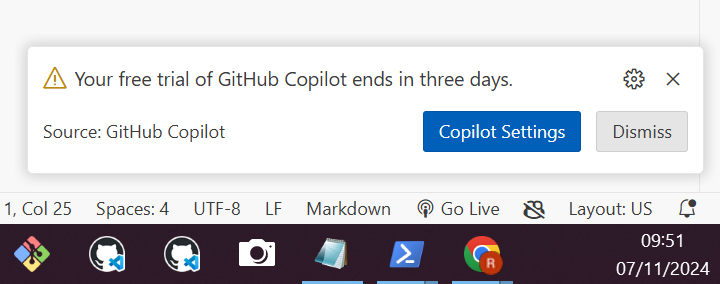 Your free trial of GitHub Copilot ends in three days.
Source: GitHub Copilot
Copilot Settings
Dismiss
1, Col 25 Spaces: 4 UTF-8 LF Markdown Go Live Layout: US
R
09:51
07/11/2024